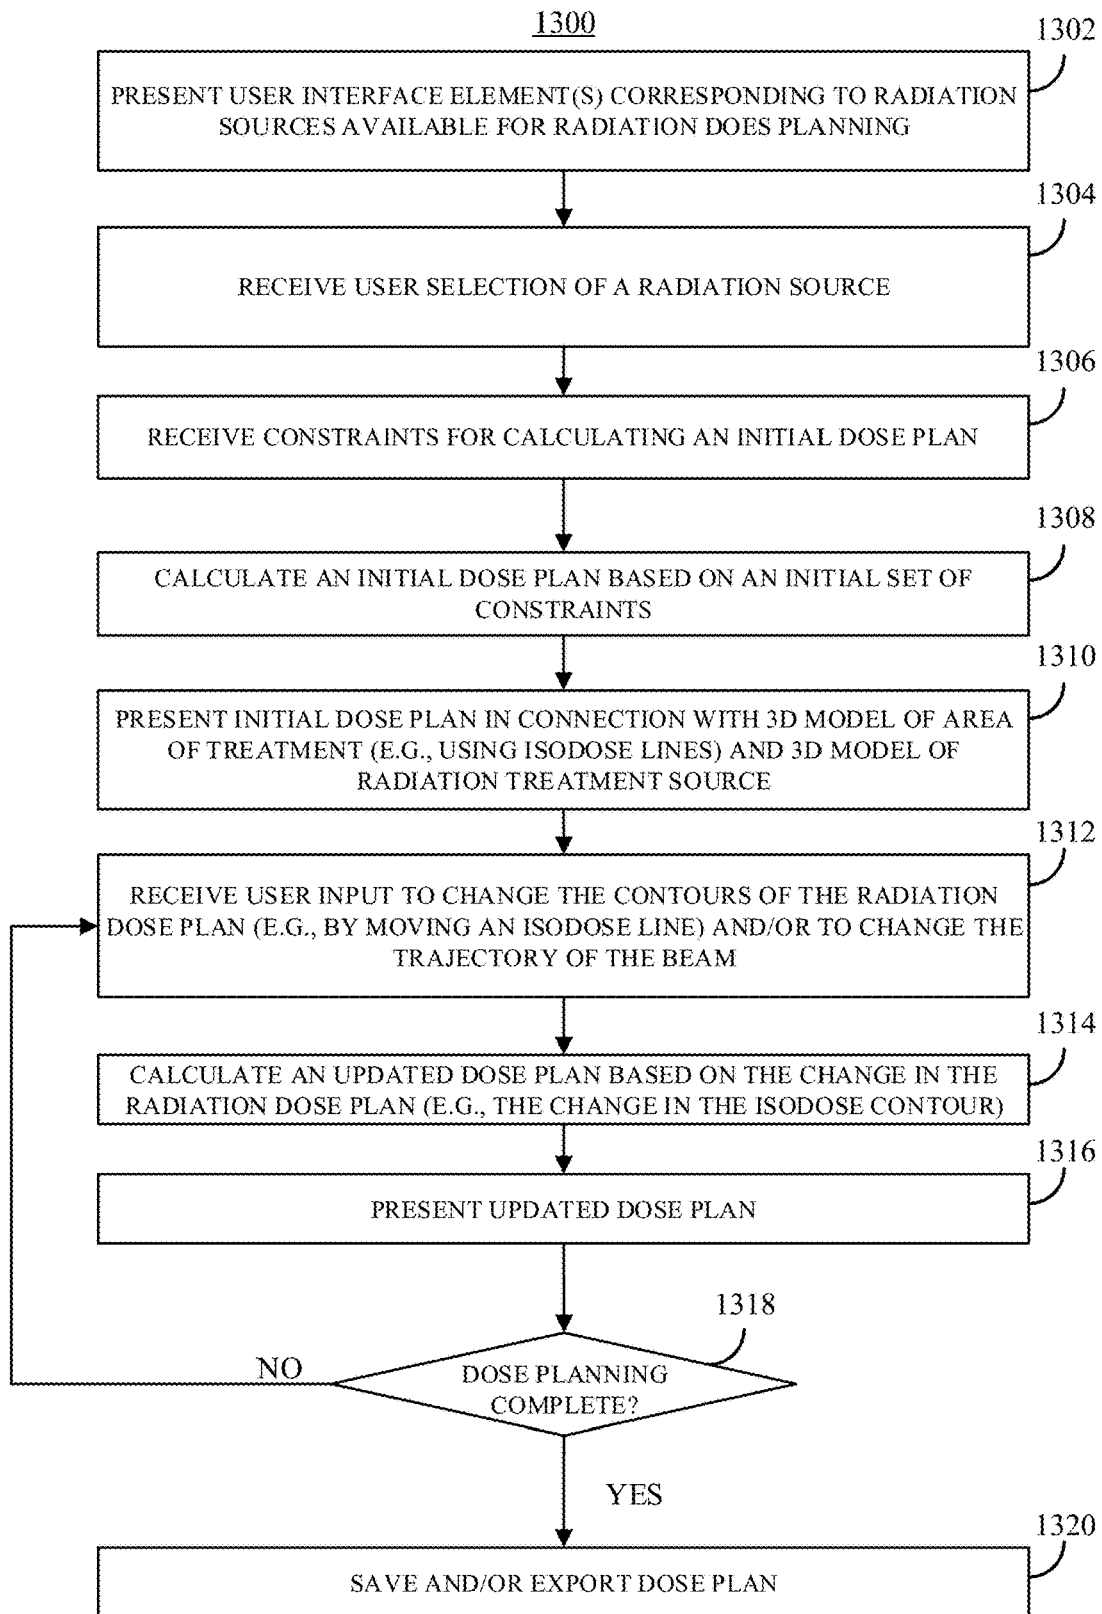 1300
1302
PRESENT USER INTERFACE ELEMENT(S) CORRESPONDING TO RADIATION
SOURCES AVAILABLE FOR RADIATION DOES PLANNING
1304
RECEIVE USER SELECTION OF A RADIATION SOURCE
1306
RECEIVE CONSTRAINTS FOR CALCULATING AN INITIAL DOSE PLAN
1308
CALCULATE AN INITIAL DOSE PLAN BASED ON AN INITIAL SET OF
CONSTRAINTS
1310
PRESENT INITIAL DOSE PLAN IN CONNECTION WITH 3D MODEL OF AREA
OF TREATMENT (E.G., USING ISODOSE LINES) AND 3D MODEL OF
RADIATION TREATMENT SOURCE
1312
RECEIVE USER INPUT TO CHANGE THE CONTOURS OF THE RADIATION
DOSE PLAN (E.G., BY MOVING AN ISODOSE LINE) AND/OR TO CHANGE THE
TRAJECTORY OF THE BEAM
1314
CALCULATE AN UPDATED DOSE PLAN BASED ON THE CHANGE IN THE
RADIATION DOSE PLAN (E.G., THE CHANGE IN THE ISODOSE CONTOUR)
1316
PRESENT UPDATED DOSE PLAN
1318
NO
DOSE PLANNING
COMPLETE?
YES
1320
SAVE AND/OR EXPORT DOSE PLAN